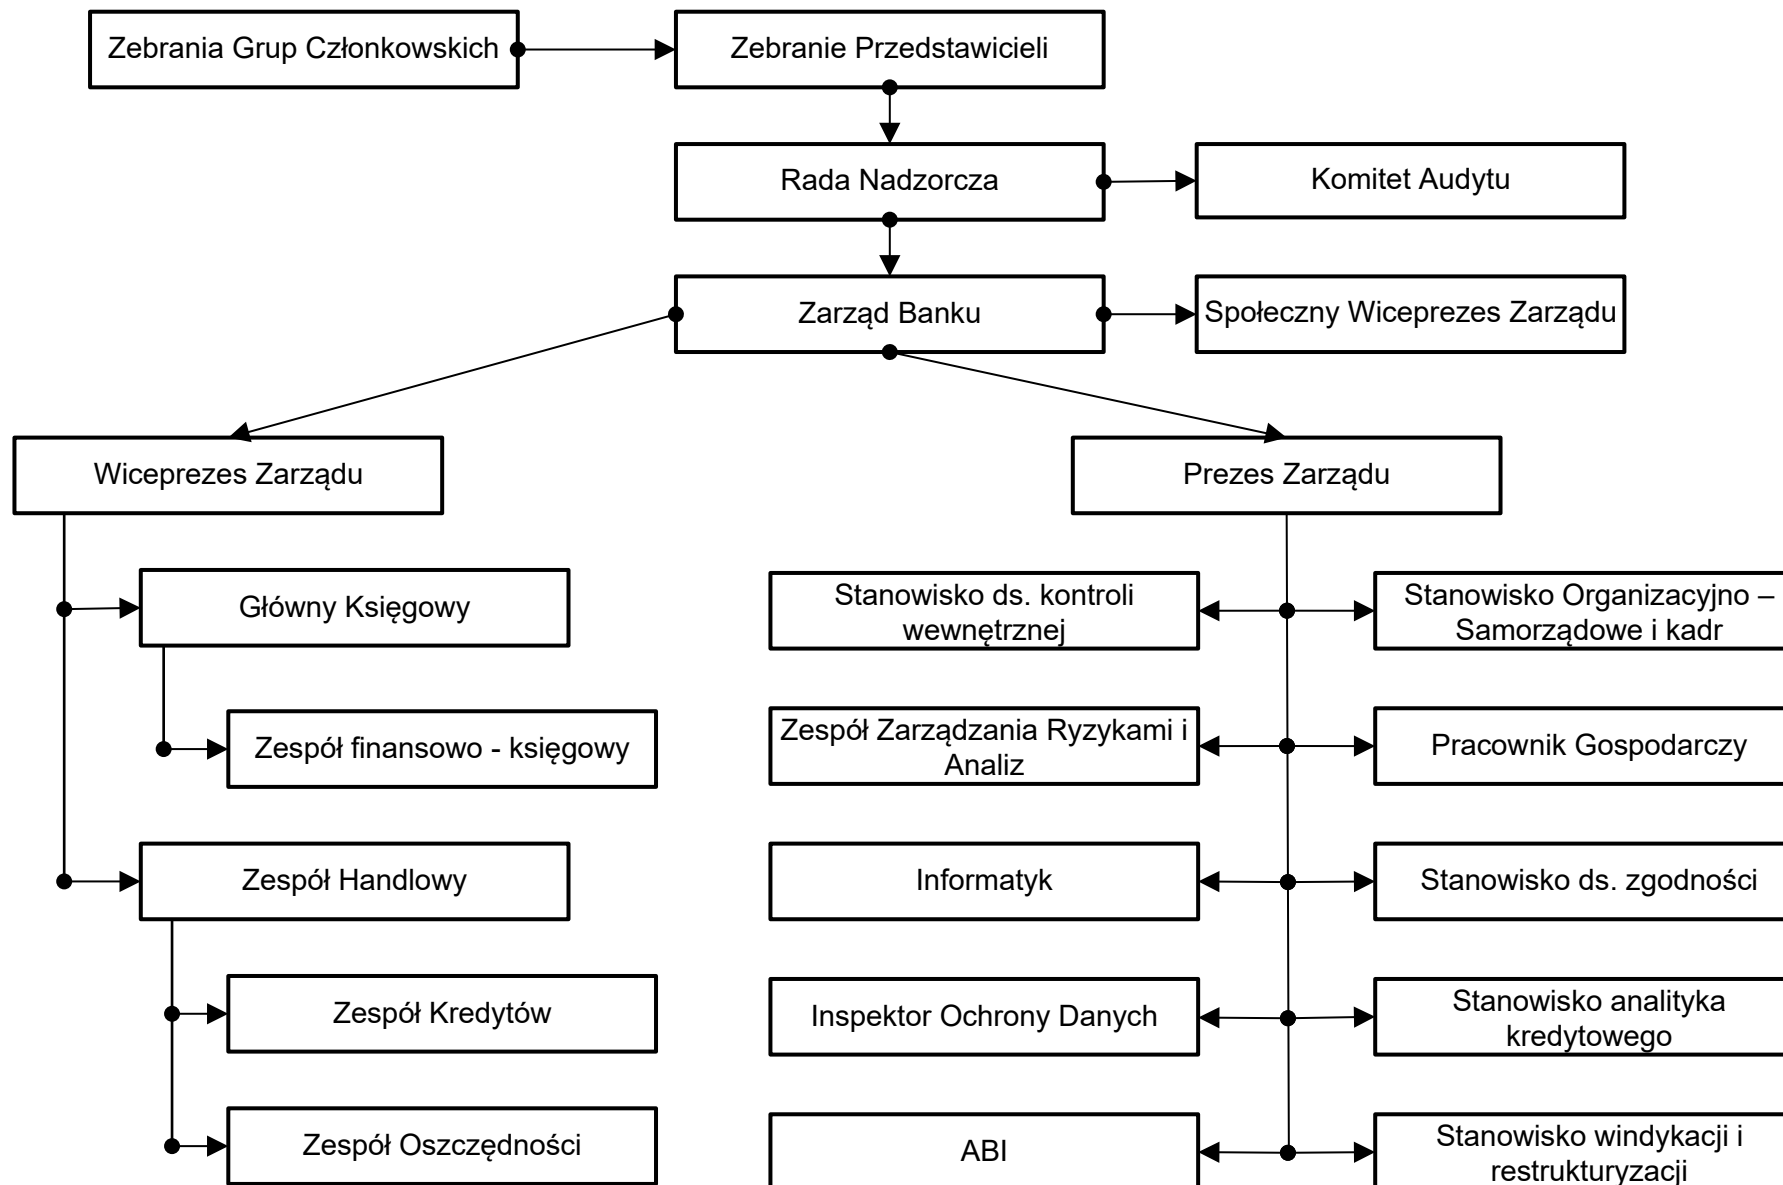 Zebrania Grup Członkowskich
Zebranie Przedstawicieli
Rada Nadzorcza
Komitet Audytu
Zarząd Banku
Społeczny Wiceprezes Zarządu
Wiceprezes Zarządu
Prezes Zarządu
Główny Księgowy
Stanowisko ds. kontroli
wewnętrznej
Stanowisko Organizacyjno –
Samorządowe i kadr
Zespół finansowo - księgowy
Zespół Zarządzania Ryzykami i
Analiz
Pracownik Gospodarczy
Zespół Handlowy
Informatyk
Stanowisko ds. zgodności
Zespół Kredytów
Inspektor Ochrony Danych
Stanowisko analityka
kredytowego
Zespół Oszczędności
ABI
Stanowisko windykacji i
restrukturyzacji